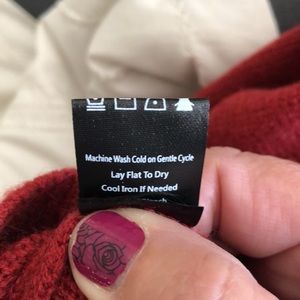 Machine Wash Cold on Gentle Cycle
Lay Flat To Dry
Cool Iron If Needed